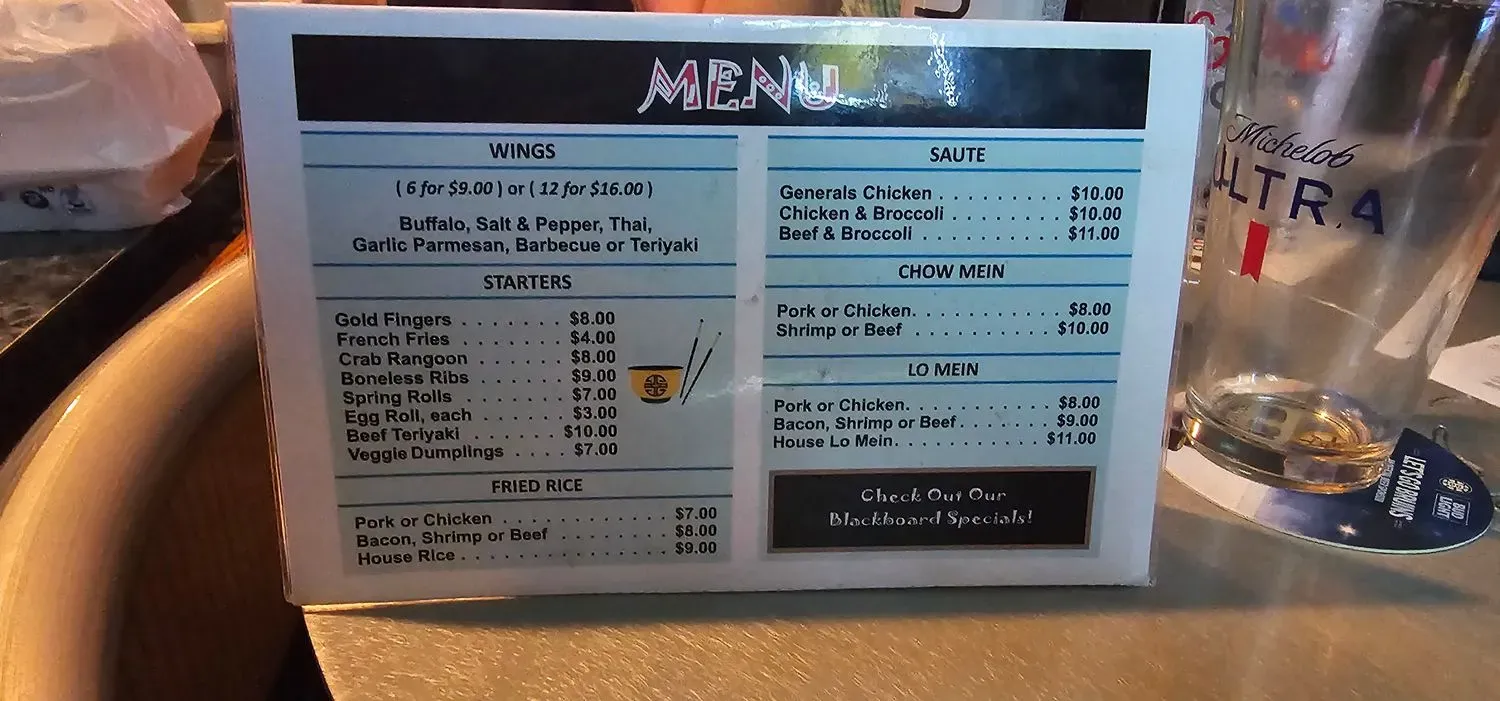 MENU
WINGS
( 6 for $9.00 ) or ( 12 for $16.00 )
Buffalo, Salt & Pepper, Thai,
Garlic Parmesan, Barbecue or Teriyaki
STARTERS
Gold Fingers . . . . . . . $8.00
French Fries . . . . . . . $4.00
Crab Rangoon . . . . . . $8.00
Boneless Ribs . . . . . . $9.00
Spring Rolls . . . . . . . $7.00
Egg Roll, each . . . . . . $3.00
Beef Teriyaki . . . . . . $10.00
Veggie Dumplings . . . . $7.00
FRIED RICE
Pork or Chicken . . . . . . . . . . . . $7.00
Bacon, Shrimp or Beef . . . . . . . . $8.00
House Rice . . . . . . . . . . . . . . . $9.00
SAUTE
Generals Chicken . . . . . . . . . $10.00
Chicken & Broccoli . . . . . . . . $10.00
Beef & Broccoli . . . . . . . . . . $11.00
CHOW MEIN
Pork or Chicken. . . . . . . . . . . $8.00
Shrimp or Beef . . . . . . . . . . $10.00
LO MEIN
Pork or Chicken. . . . . . . . . . . $8.00
Bacon, Shrimp or Beef . . . . . . . $9.00
House Lo Mein. . . . . . . . . . . $11.00
Check Out Our
Blackboard Specials!
Michelob
ULTRA
LET'S GO BRUINS
BUD
LIGHT